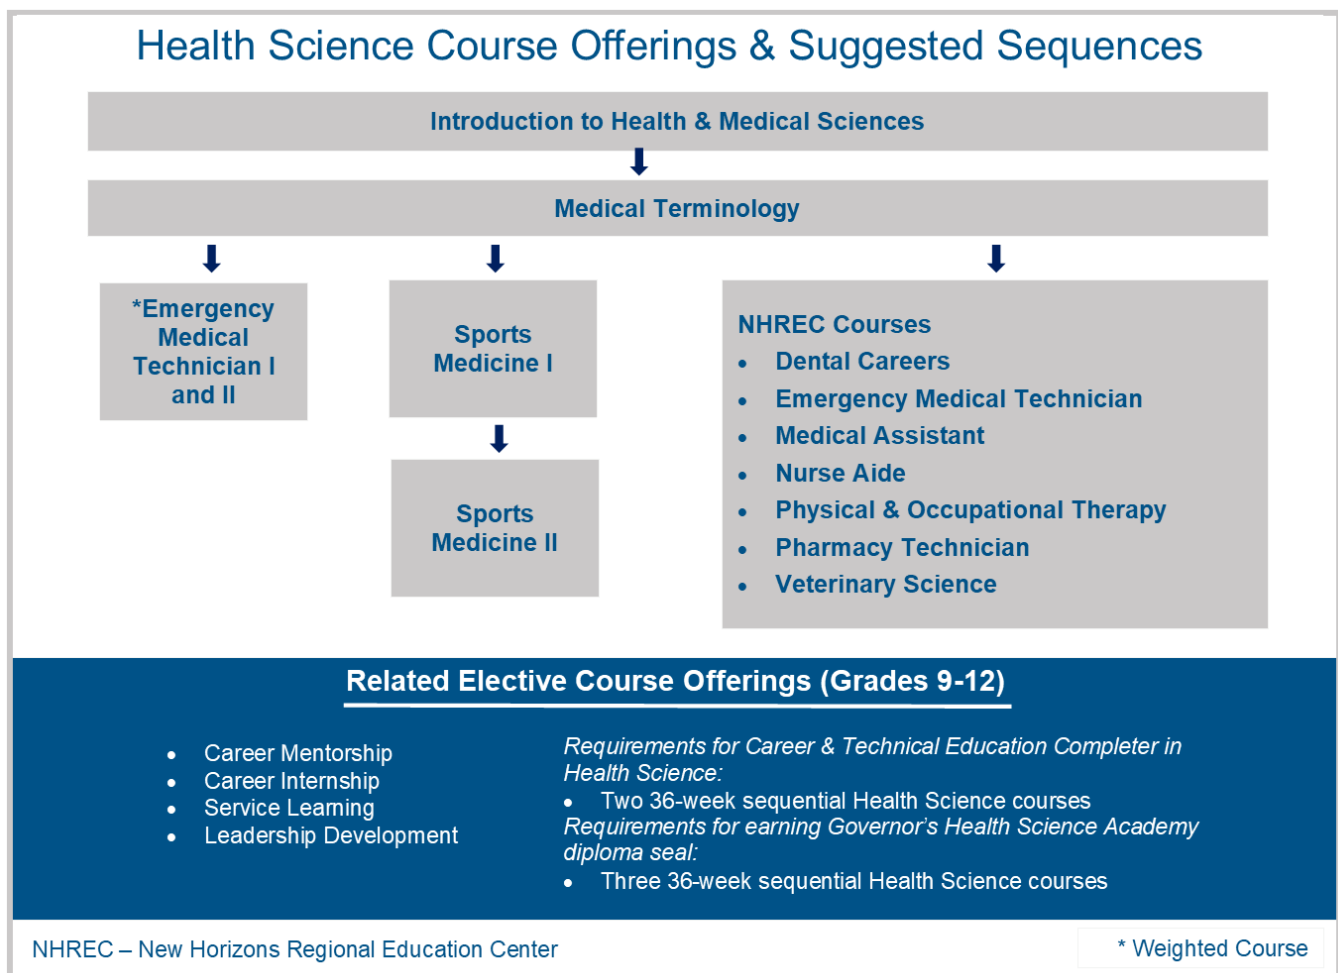 Health Science Course Offerings & Suggested Sequences
Introduction to Health & Medical Sciences
Medical Terminology
*Emergency
Medical
Technician I
and II
Sports
Medicine I
Sports
Medicine II
NHREC Courses
• Dental Careers
• Emergency Medical Technician
• Medical Assistant
• Nurse Aide
• Physical & Occupational Therapy
• Pharmacy Technician
• Veterinary Science
Related Elective Course Offerings (Grades 9-12)
• Career Mentorship
• Career Internship
• Service Learning
• Leadership Development
Requirements for Career & Technical Education Completer in
Health Science:
• Two 36-week sequential Health Science courses
Requirements for earning Governor’s Health Science Academy
diploma seal:
• Three 36-week sequential Health Science courses
NHREC – New Horizons Regional Education Center
* Weighted Course